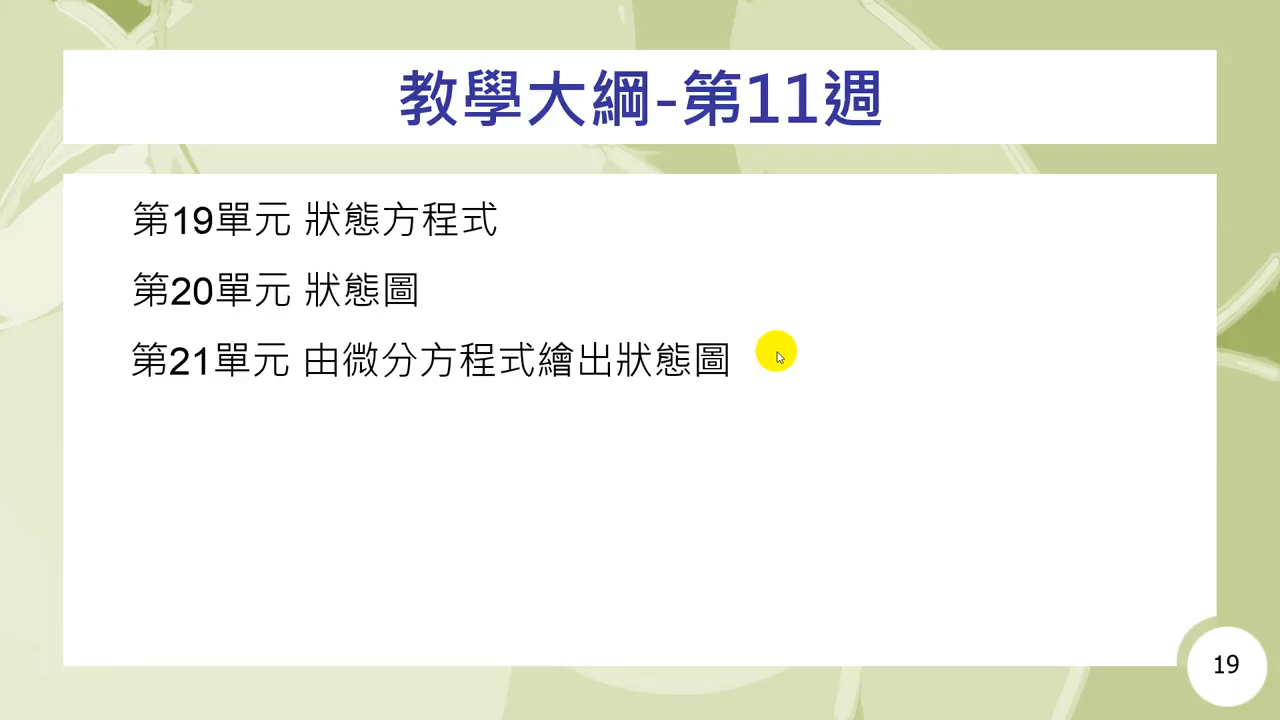 教學大綱-第11週
第19單元 狀態方程式
第20單元 狀態圖
第21單元 由微分方程式繪出狀態圖
19